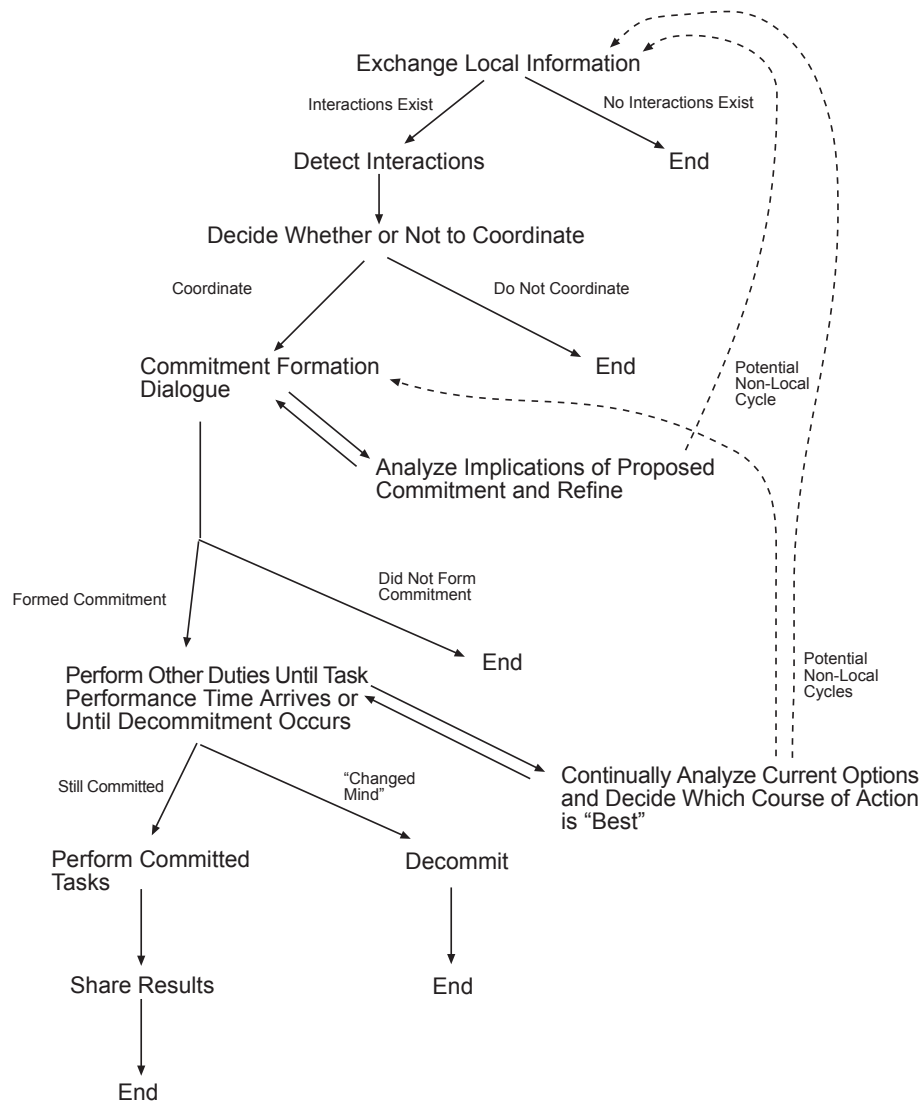 Exchange Local Information
Interactions Exist
No Interactions Exist
Detect Interactions
End
Decide Whether or Not to Coordinate
Coordinate
Do Not Coordinate
Commitment Formation
Dialogue
End
Potential
Non-Local
Cycle
Analyze Implications of Proposed
Commitment and Refine
Formed Commitment
Did Not Form
Commitment
End
Perform Other Duties Until Task
Performance Time Arrives or
Until Decommitment Occurs
Potential
Non-Local
Cycles
Continually Analyze Current Options
and Decide Which Course of Action
is “Best”
Still Committed
“Changed
Mind”
Perform Committed
Tasks
Decommit
Share Results
End
End